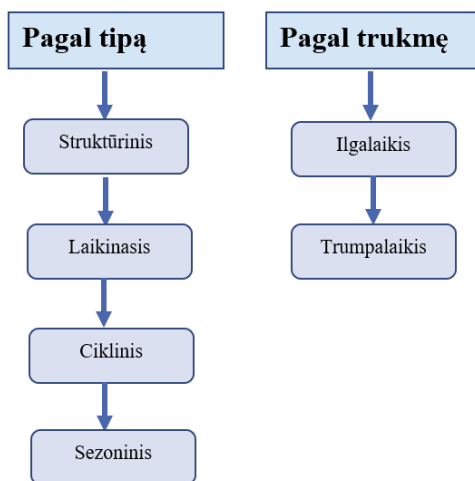 Pagal tipą
Struktūrinis
Laikinasis
Ciklinis
Sezoninis
Pagal trukmę
Ilgalaikis
Trumpalaikis